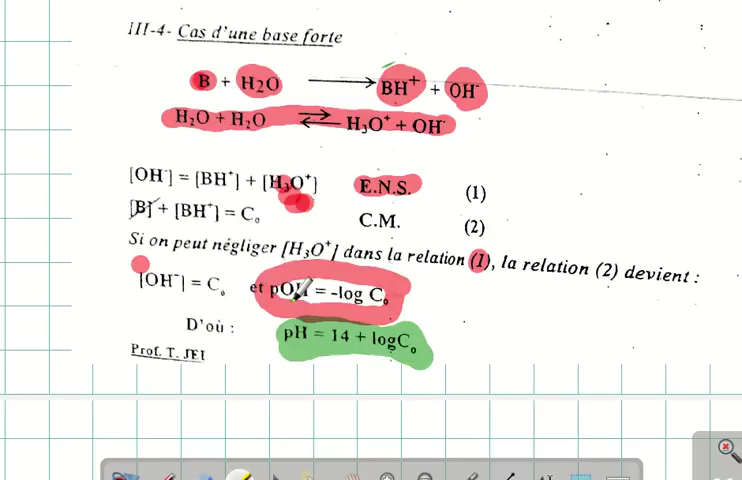 III-4- Cas d'une base forte
B + H2O ⟶ BH⁺ + OH⁻
H₂O + H₂O ⇌ H₃O⁺ + OH⁻
[OH⁻] = [BH⁺] + [H₃O⁺] E.N.S. (1)
[B] + [BH⁺] = C₀ C.M. (2)
Si on peut négliger [H₃O⁺] dans la relation (1), la relation (2) devient :
[OH⁻] = C₀ et pOH = -log C₀
D'où : pH = 14 + logC₀
Prof. T. JEI